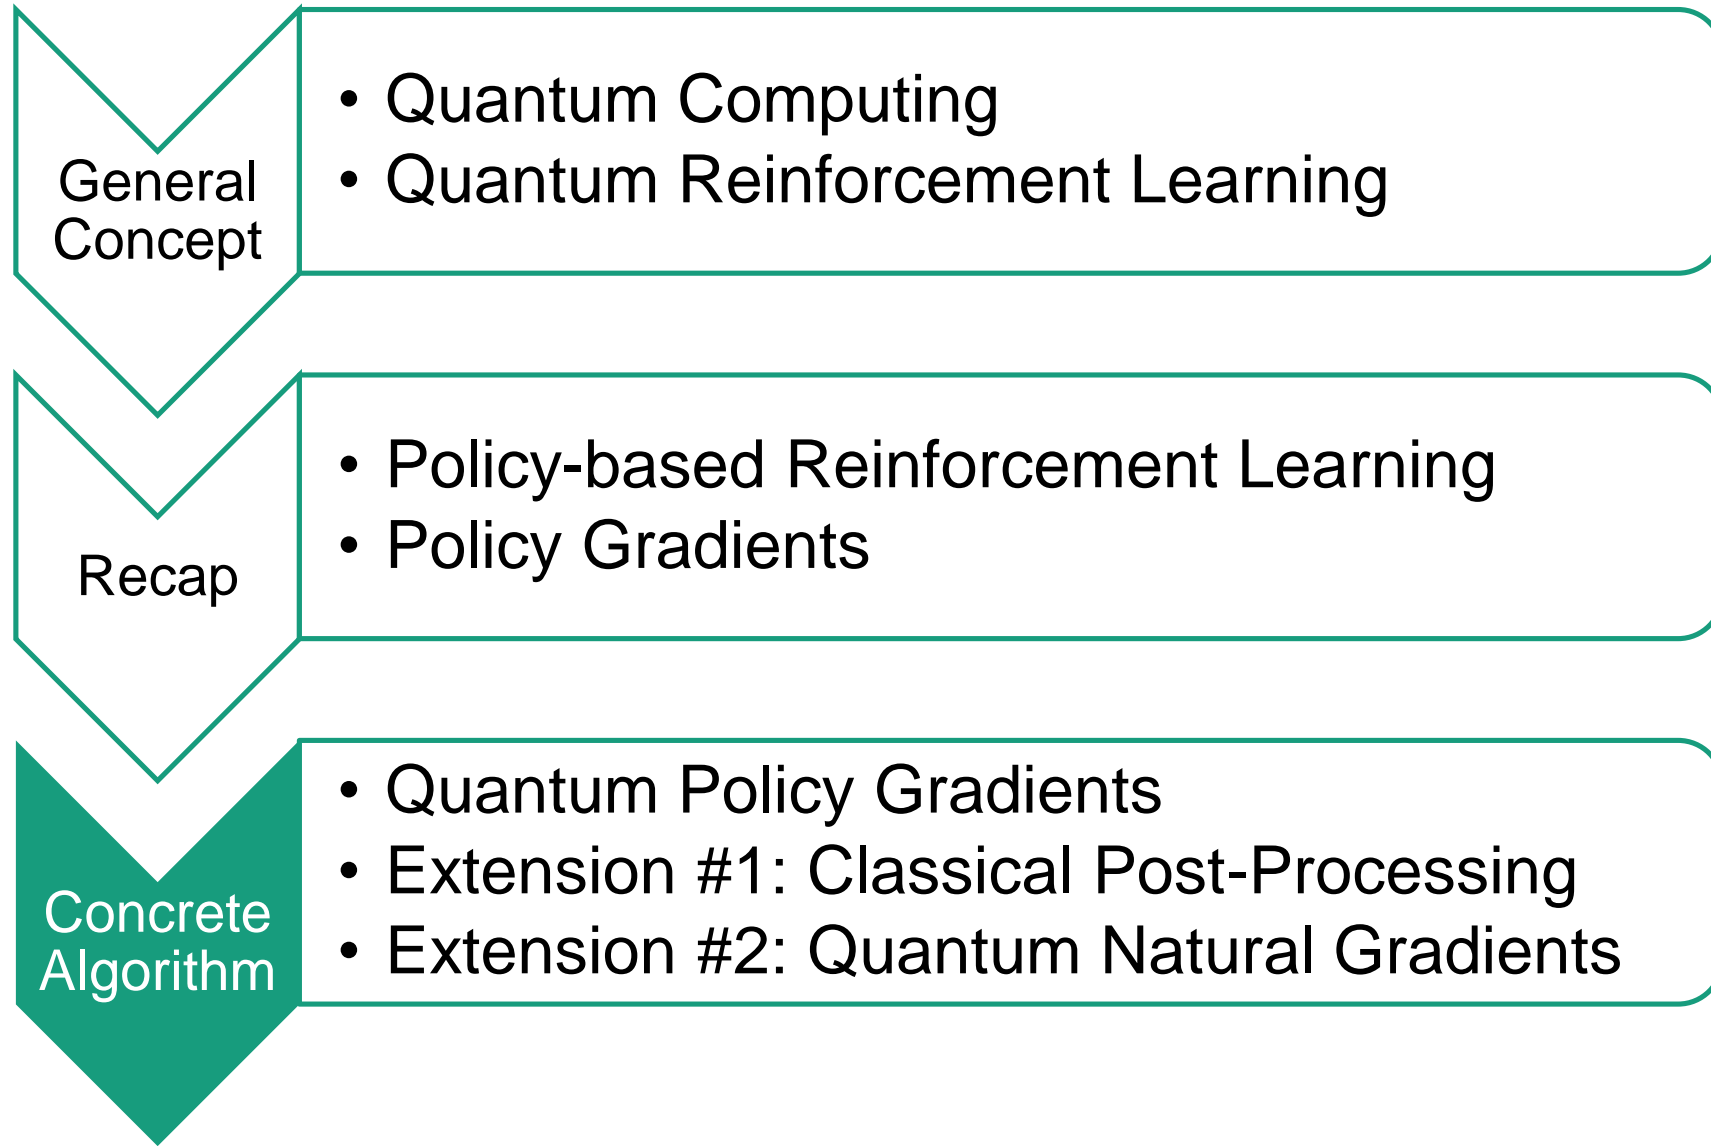 General
Concept
• Quantum Computing
• Quantum Reinforcement Learning
Recap
• Policy-based Reinforcement Learning
• Policy Gradients
Concrete
Algorithm
• Quantum Policy Gradients
• Extension #1: Classical Post-Processing
• Extension #2: Quantum Natural Gradients